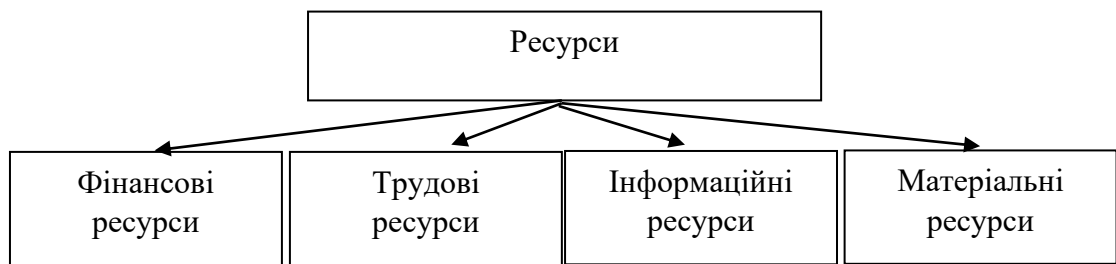 Ресурси
Фінансові
ресурси
Трудові
ресурси
Інформаційні
ресурси
Матеріальні
ресурси